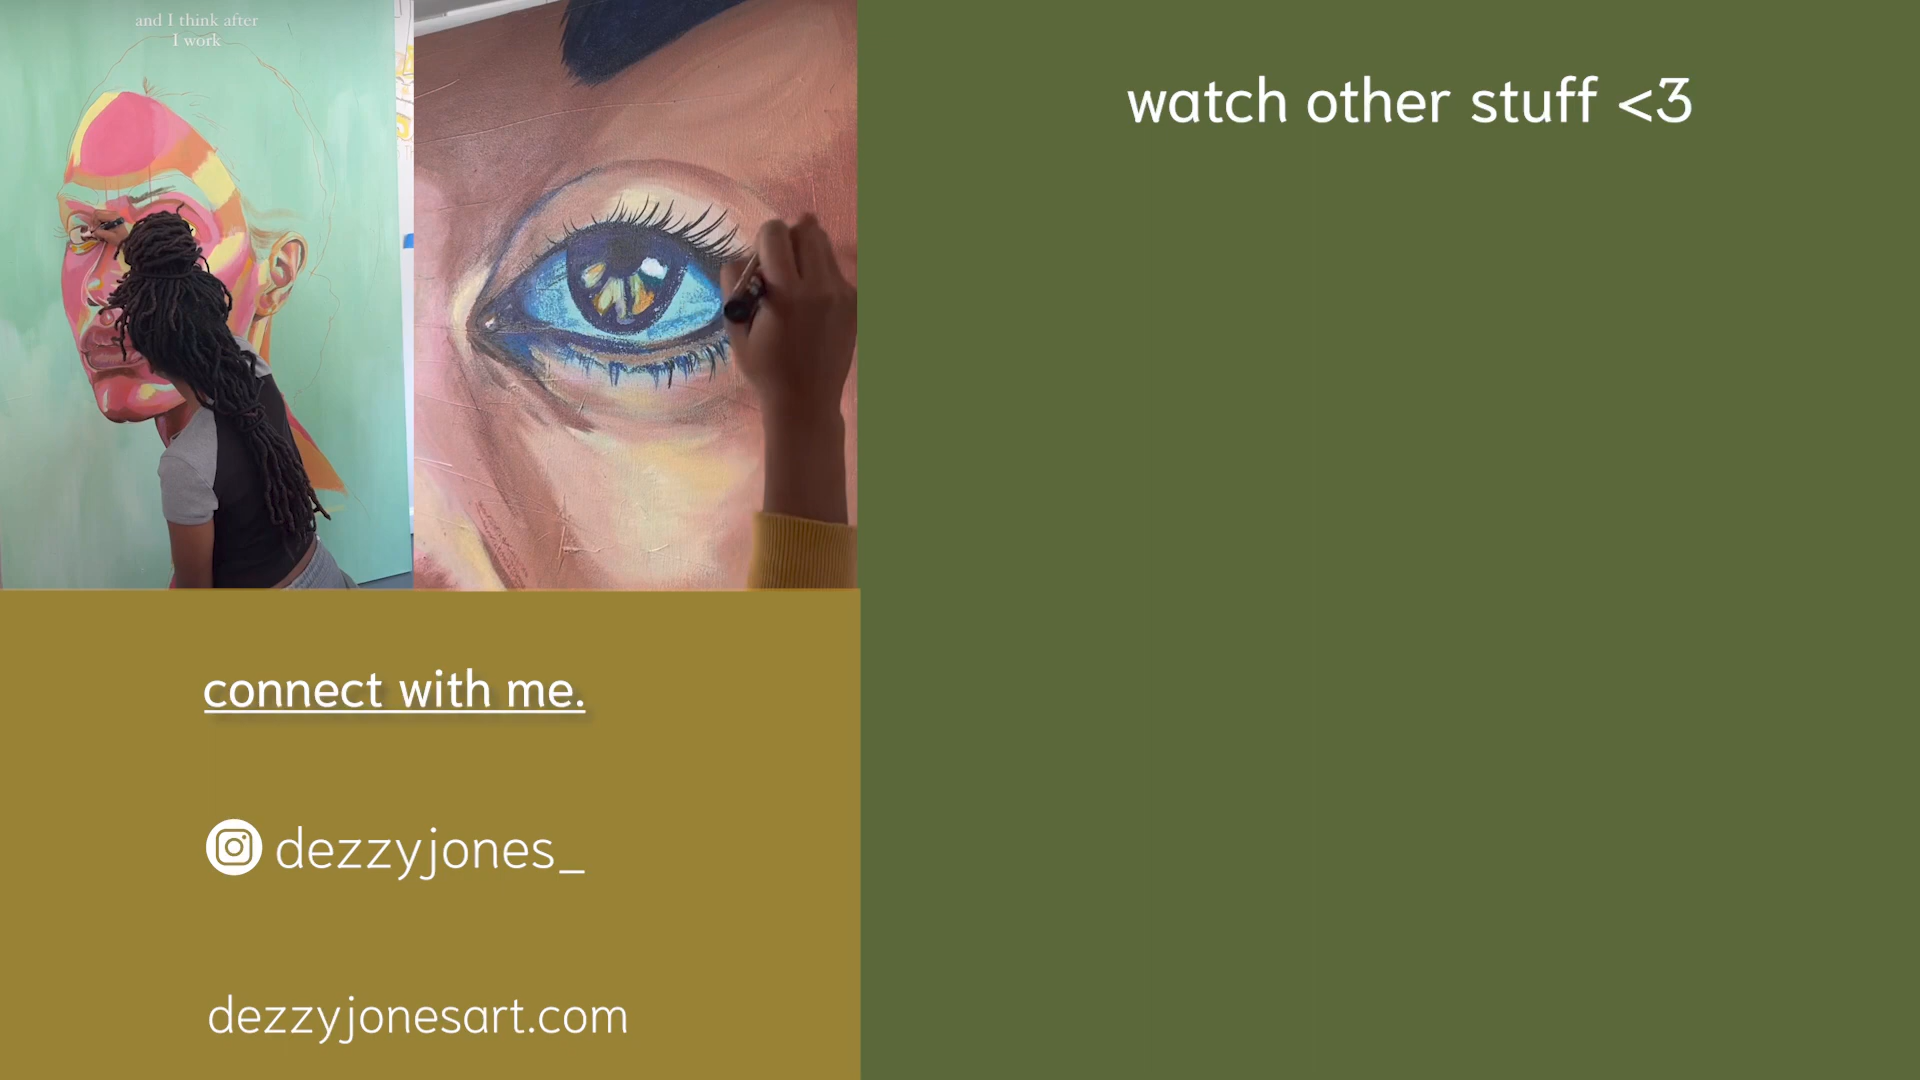 and I think after
I work
watch other stuff <3
connect with me.
dezzyjones_
dezzyjonesart.com